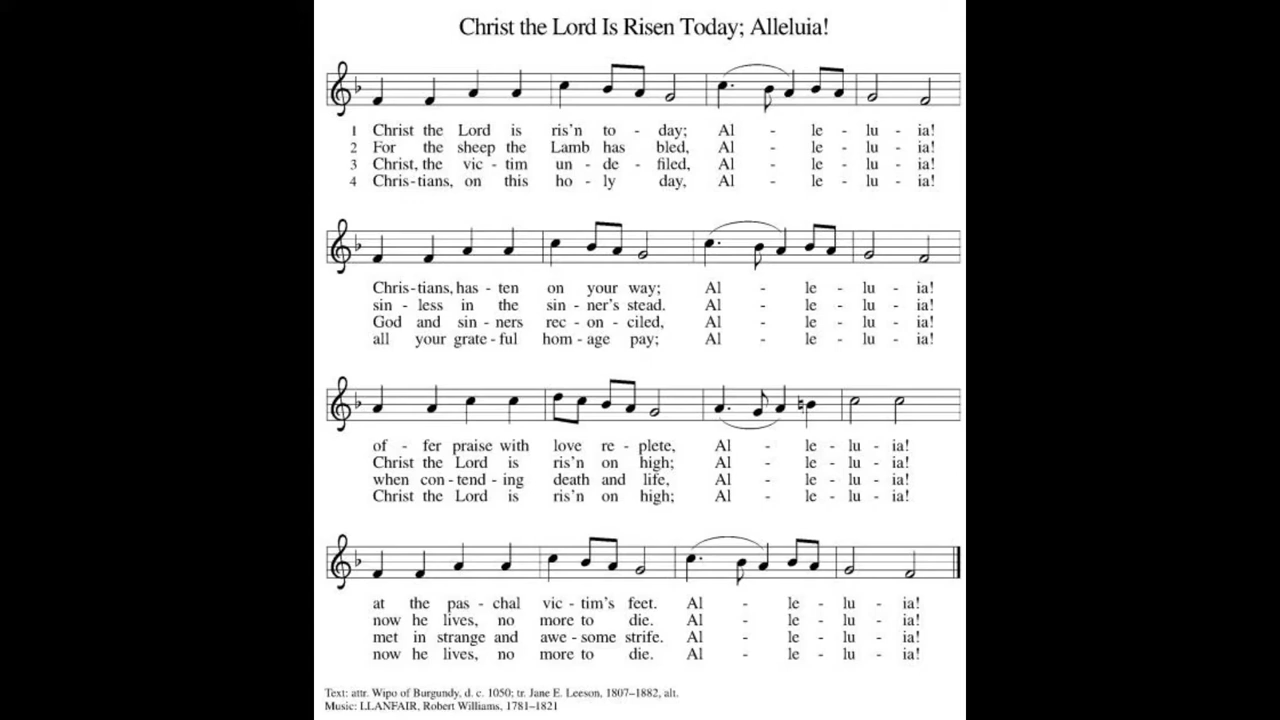 Christ the Lord Is Risen Today; Alleluia!
1 Christ the Lord is ris'n to - day; Al - le - lu - ia!
2 For the sheep the Lamb has bled, Al - le - lu - ia!
3 Christ, the vic - tim un - de - filed, Al - le - lu - ia!
4 Chris - tians, on this ho - ly day, Al - le - lu - ia!
Chris - tians, has - ten on your way; Al - le - lu - ia!
sin - less in the sin - ner's stead. Al - le - lu - ia!
God and sin - ners rec - on - ciled, Al - le - lu - ia!
all your grate - ful hom - age pay; Al - le - lu - ia!
of - fer praise with love re - plete, Al - le - lu - ia!
Christ the Lord is ris'n on high; Al - le - lu - ia!
when con - tend - ing death and life, Al - le - lu - ia!
Christ the Lord is ris'n on high; Al - le - lu - ia!
at the pas - chal vic - tim's feet. Al - le - lu - ia!
now he lives, no more to die. Al - le - lu - ia!
met in strange and awe - some strife. Al - le - lu - ia!
now he lives, no more to die. Al - le - lu - ia!
Text: attr. Wipo of Burgundy, d. c. 1050; tr. Jane E. Leeson, 1807–1882, alt.
Music: LLANFAIR, Robert Williams, 1781–1821